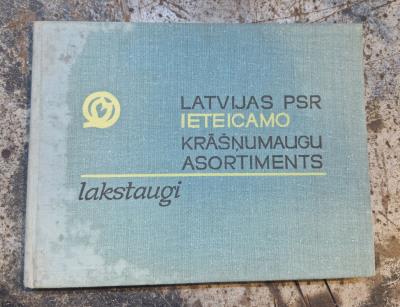 LATVIJAS PSR
IETEICAMO
KRĀŠŅUMAUGU
ASORTIMENTS
lakstaugi